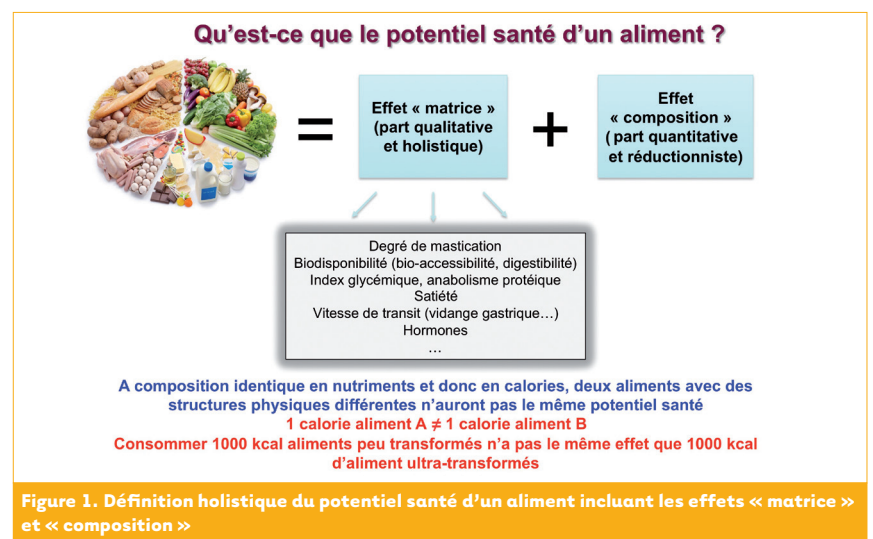 Qu'est-ce que le potentiel santé d'un aliment ?
=
Effet « matrice »
(part qualitative
et holistique)
+
Effet
« composition »
( part quantitative
et réductionniste)
Degré de mastication
Biodisponibilité (bio-accessibilité, digestibilité)
Index glycémique, anabolisme protéique
Satiété
Vitesse de transit (vidange gastrique…)
Hormones
…
A composition identique en nutriments et donc en calories, deux aliments avec des
structures physiques différentes n'auront pas le même potentiel santé
1 calorie aliment A ≠ 1 calorie aliment B
Consommer 1000 kcal aliments peu transformés n'a pas le même effet que 1000 kcal
d'aliment ultra-transformés
Figure 1. Définition holistique du potentiel santé d'un aliment incluant les effets « matrice »
et « composition »